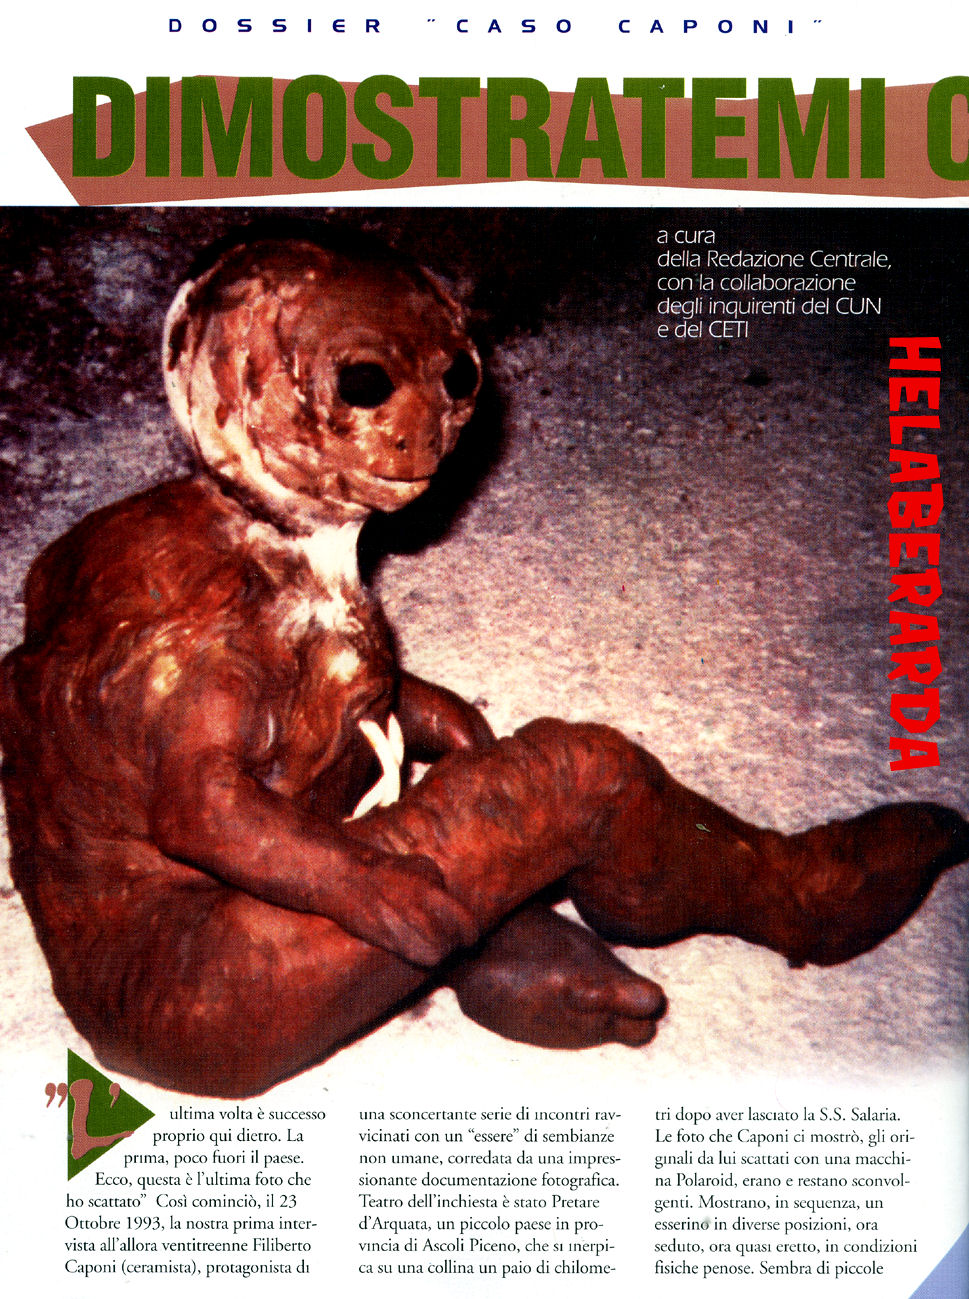 DOSSIER "CASO CAPONI"
DIMOSTRATEMI
a cura
della Redazione Centrale,
con la collaborazione
degli inquirenti del CUN
e del CETI
HELABERARDA
"L'
ultima volta è successo
proprio qui dietro. La
prima, poco fuori il paese.
Ecco, questa è l'ultima foto che
ho scattato" Così cominciò, il 23
Ottobre 1993, la nostra prima inter-
vista all'allora ventitreenne Filiberto
Caponi (ceramista), protagonista di
una sconcertante serie di incontri rav-
vicinati con un "essere" di sembianze
non umane, corredata da una impres-
sionante documentazione fotografica.
Teatro dell'inchiesta è stato Pretare
d'Arquata, un piccolo paese in pro-
vincia di Ascoli Piceno, che si inerpi-
ca su una collina un paio di chilome-
tri dopo aver lasciato la S.S. Salaria.
Le foto che Caponi ci mostrò, gli ori-
ginali da lui scattati con una macchi-
na Polaroid, erano e restano sconvol-
genti. Mostrano, in sequenza, un
esserino in diverse posizioni, ora
seduto, ora quasi eretto, in condizioni
fisiche penose. Sembra di piccole